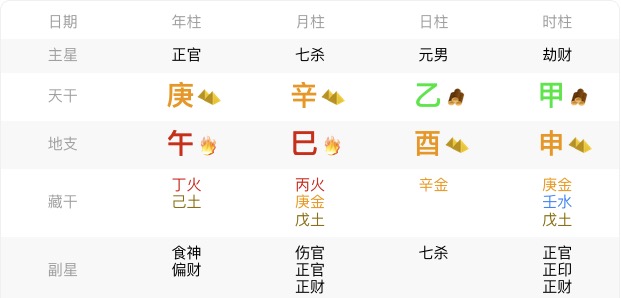 日期 年柱 月柱 日柱 时柱
主星 正官 七杀 元男 劫财
天干 庚 辛 乙 甲
地支 午 巳 酉 申
藏干 丁火 丙火 辛金 庚金
己土 庚金 壬水
戊土 戊土
副星 食神 伤官 七杀 正官
偏财 正官 正印
正财 正财